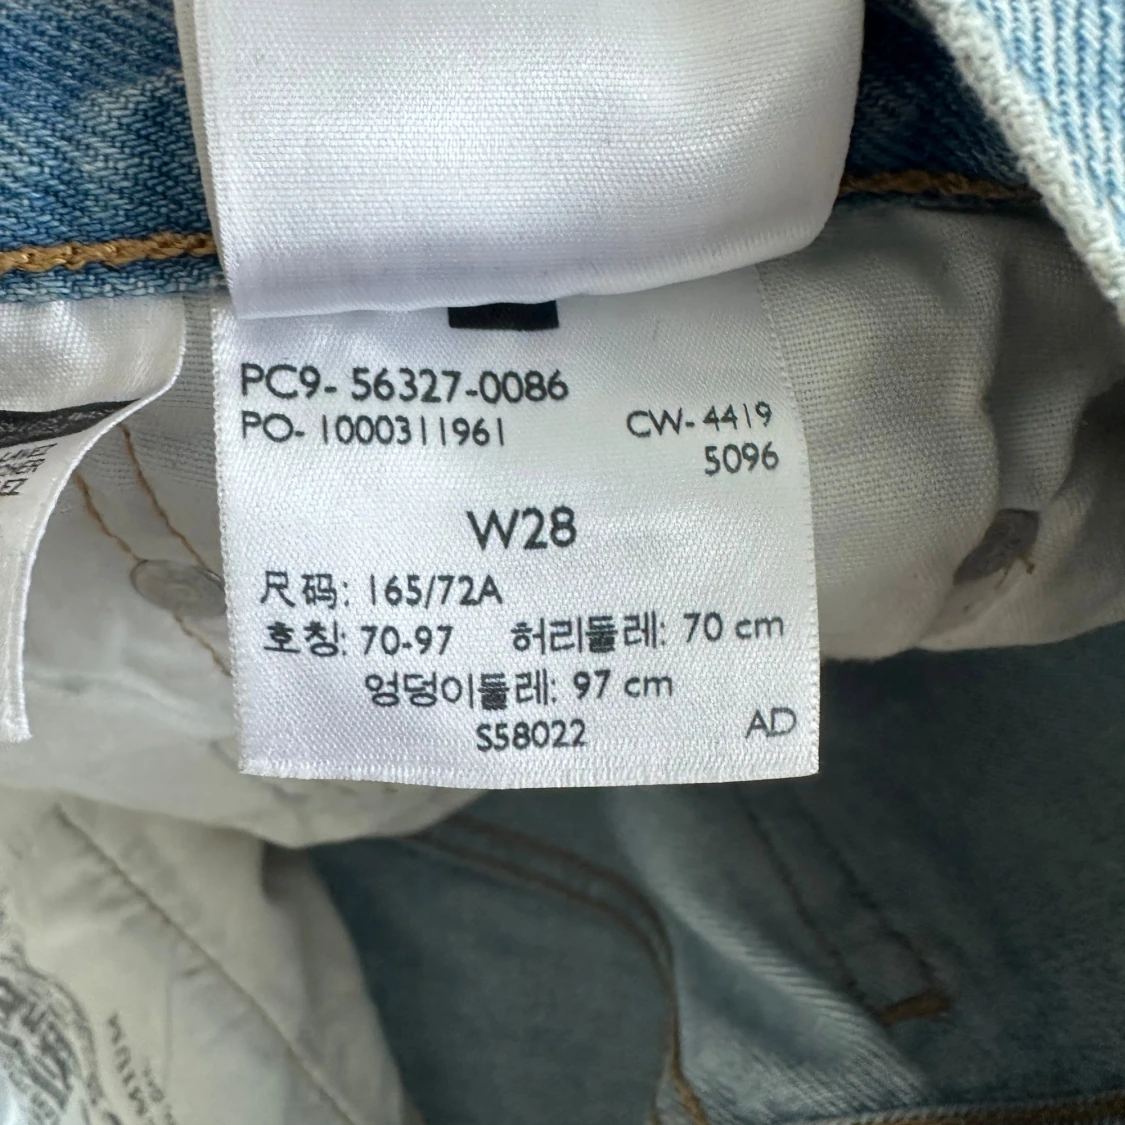 PC9- 56327-0086
PO- 1000311961 CW- 4419
5096
W28
尺码: 165/72A
호칭: 70-97 허리둘레: 70 cm
엉덩이둘레: 97 cm
S58022 AD